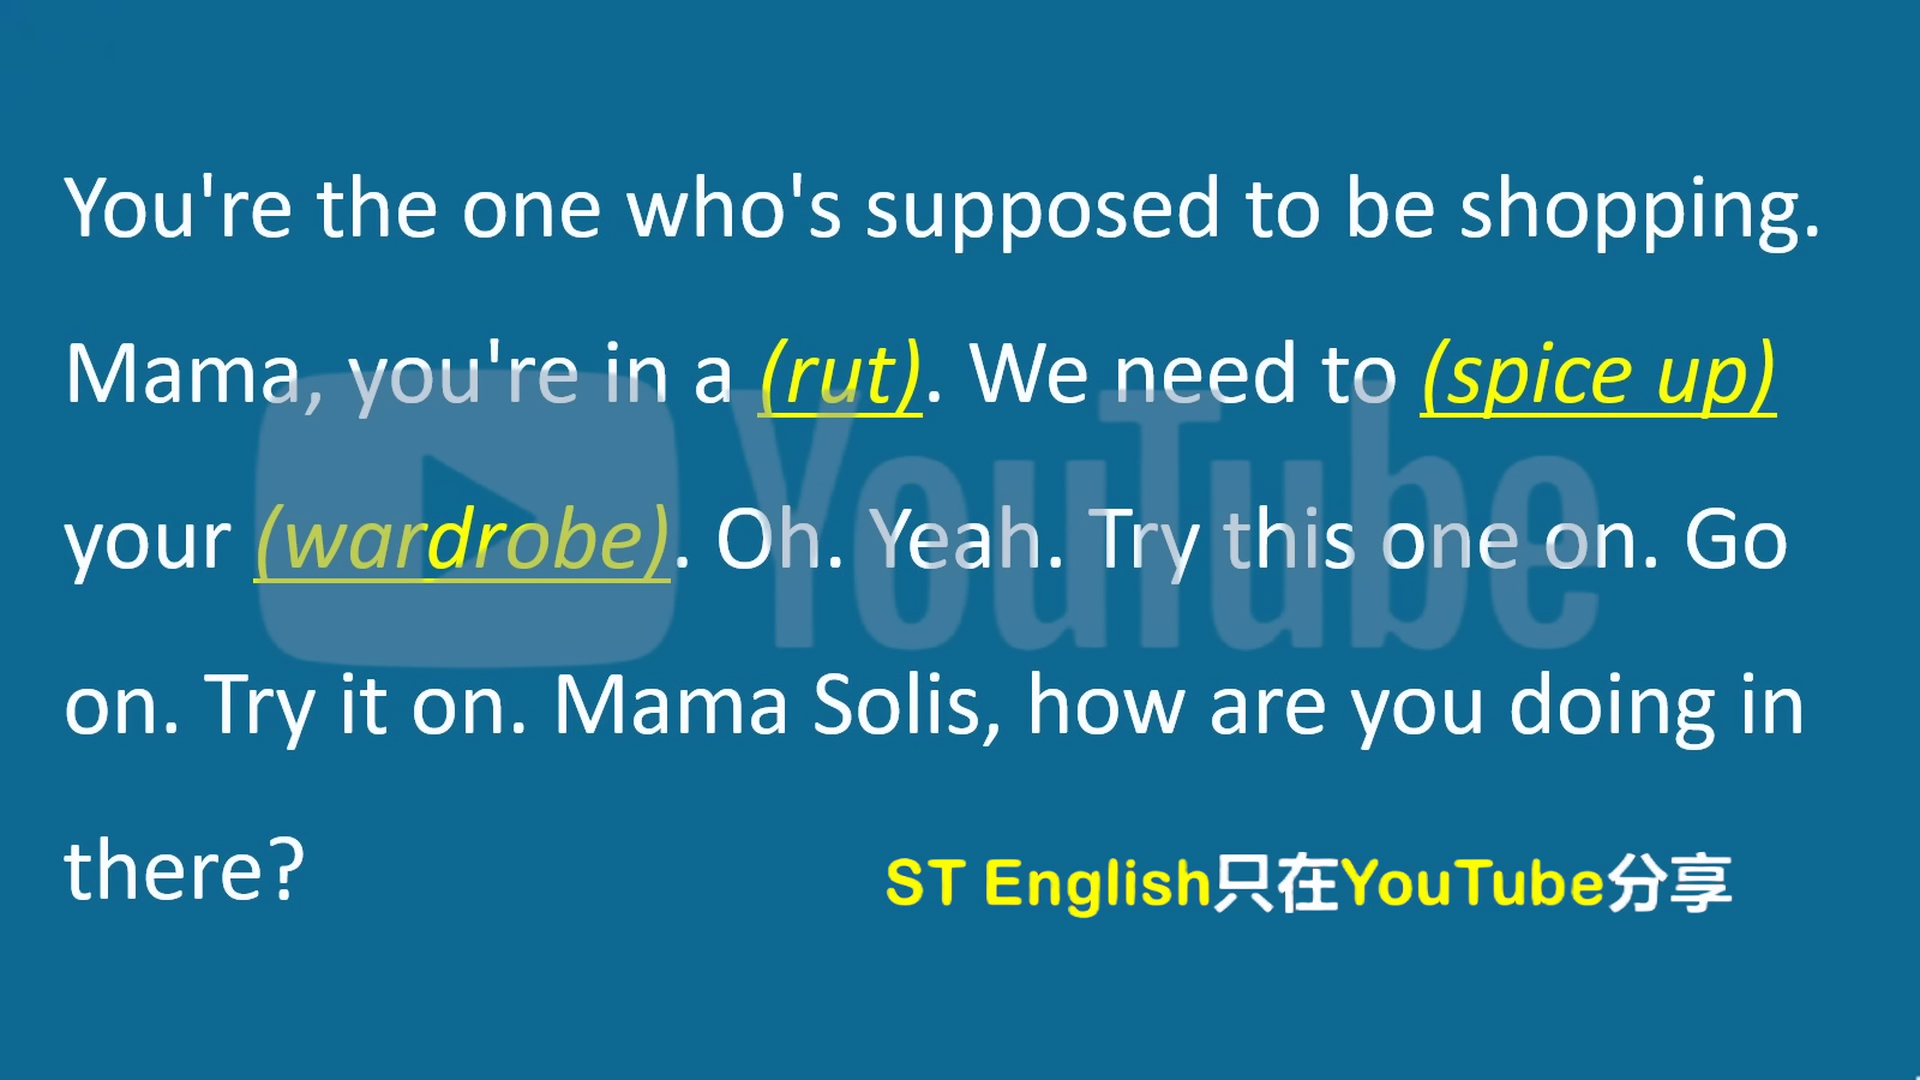 You're the one who's supposed to be shopping.
Mama, you're in a (rut). We need to (spice up)
your (wardrobe). Oh. Yeah. Try this one on. Go
on. Try it on. Mama Solis, how are you doing in
there?
YouTube
ST English只在YouTube分享